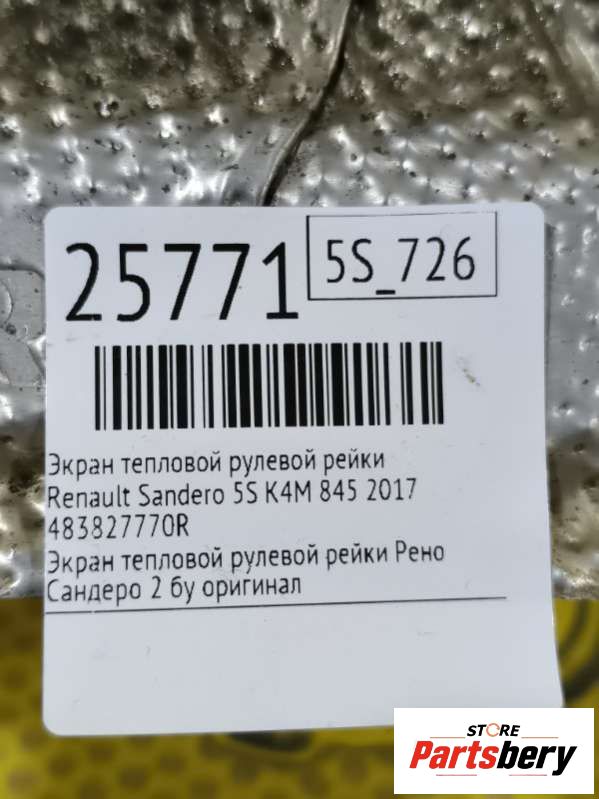 25771
5S_726
Экран тепловой рулевой рейки
Renault Sandero 5S K4M 845 2017
483827770R
Экран тепловой рулевой рейки Рено
Сандеро 2 бу оригинал
STORE
Partsbery